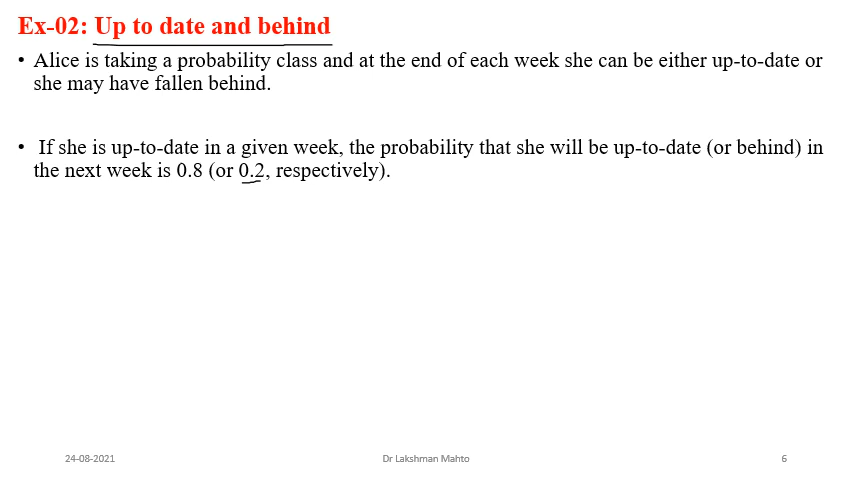 Ex-02: Up to date and behind
• Alice is taking a probability class and at the end of each week she can be either up-to-date or
she may have fallen behind.
• If she is up-to-date in a given week, the probability that she will be up-to-date (or behind) in
the next week is 0.8 (or 0.2, respectively).
24-08-2021 Dr Lakshman Mahto 6